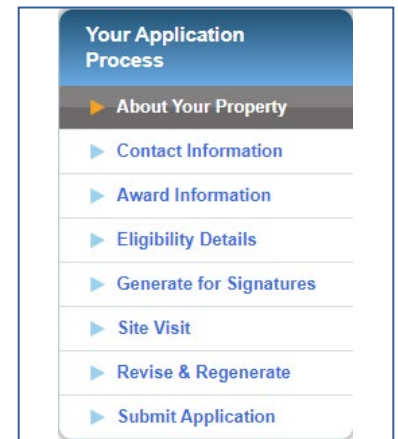 Your Application
Process
About Your Property
Contact Information
Award Information
Eligibility Details
Generate for Signatures
Site Visit
Revise & Regenerate
Submit Application